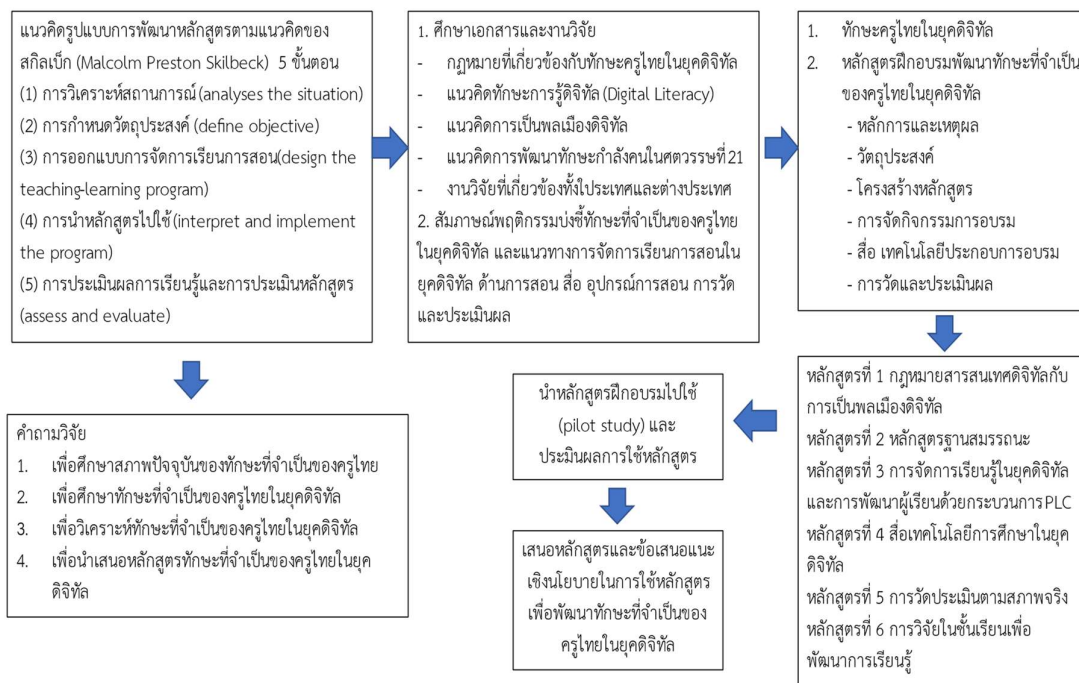 แนวคิดรูปแบบการพัฒนาหลักสูตรตามแนวคิดของ
สกิลเบ็ก (Malcolm Preston Skilbeck) 5 ขั้นตอน
(1) การวิเคราะห์สถานการณ์ (analyses the situation)
(2) การกำหนดวัตถุประสงค์ (define objective)
(3) การออกแบบการจัดการเรียนการสอน(design the
teaching-learning program)
(4) การนำหลักสูตรไปใช้ (interpret and implement
the program)
(5) การประเมินผลการเรียนรู้และการประเมินหลักสูตร
(assess and evaluate)
1. ศึกษาเอกสารและงานวิจัย
- กฎหมายที่เกี่ยวข้องกับทักษะครูไทยในยุคดิจิทัล
- แนวคิดทักษะการรู้ดิจิทัล (Digital Literacy)
- แนวคิดการเป็นพลเมืองดิจิทัล
- แนวคิดการพัฒนาทักษะกำลังคนในศตวรรษที่ 21
- งานวิจัยที่เกี่ยวข้องทั้งใประเทศและต่างประเทศ
2. สัมภาษณ์พฤติกรรมบ่งชี้ทักษะที่จำเป็นของครูไทย
ในยุคดิจิทัล และแนวทางการจัดการเรียนการสอนใน
ยุคดิจิทัล ด้านการสอน สื่อ อุปกรณ์การสอน การวัด
และประเมินผล
1. ทักษะครูไทยในยุคดิจิทัล
2. หลักสูตรฝึกอบรมพัฒนาทักษะที่จำเป็น
ของครูไทยในยุคดิจิทัล
- หลักการและเหตุผล
- วัตถุประสงค์
- โครงสร้างหลักสูตร
- การจัดกิจกรรมการอบรม
- สื่อ เทคโนโลยีประกอบการอบรม
- การวัดและประเมินผล
หลักสูตรที่ 1 กฎหมายสารสนเทศดิจิทัลกับ
การเป็นพลเมืองดิจิทัล
หลักสูตรที่ 2 หลักสูตรฐานสมรรถนะ
หลักสูตรที่ 3 การจัดการเรียนรู้ในยุคดิจิทัล
และการพัฒนาผู้เรียนด้วยกระบวนการ PLC
หลักสูตรที่ 4 สื่อเทคโนโลยีการศึกษาในยุค
ดิจิทัล
หลักสูตรที่ 5 การวัดประเมินตามสภาพจริง
หลักสูตรที่ 6 การวิจัยในชั้นเรียนเพื่อ
พัฒนาการเรียนรู้
นำหลักสูตรฝึกอบรมไปใช้
(pilot study) และ
ประมินผลการใช้หลักสูตร
เสนอหลักสูตรและข้อเสนอแนะ
เชิงนโยบายในการใช้หลักสูตร
เพื่อพัฒนาทักษะที่จำเป็นของ
ครูไทยในยุคดิจิทัล
คำถามวิจัย
1. เพื่อศึกษาสภาพปัจจุบันของทักษะที่จำเป็นของครูไทย
2. เพื่อศึกษาทักษะที่จำเป็นของครูไทยในยุคดิจิทัล
3. เพื่อวิเคราะห์ทักษะที่จำเป็นของครูไทยในยุคดิจิทัล
4. เพื่อนำเสนอหลักสูตรทักษะที่จำเป็นของครูไทยในยุค
ดิจิทัล